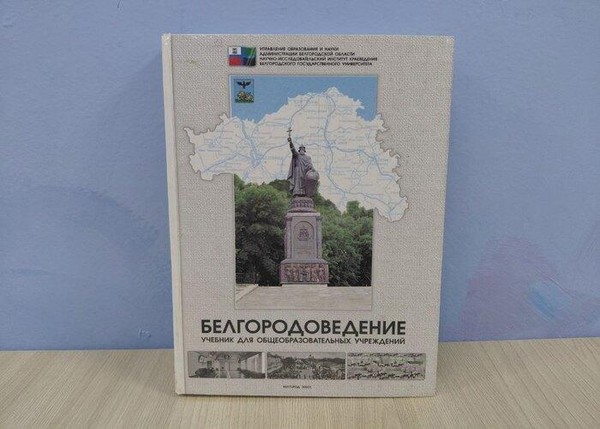 УПРАВЛЕНИЕ ОБРАЗОВАНИЯ И НАУКИ
АДМИНИСТРАЦИИ БЕЛГОРОДСКОЙ ОБЛАСТИ
НАУЧНО-ИССЛЕДОВАТЕЛЬСКИЙ ИНСТИТУТ КРАЕВЕДЕНИЯ
БЕЛГОРОДСКОГО ГОСУДАРСТВЕННОГО УНИВЕРСИТЕТА
БЕЛГОРОДОВЕДЕНИЕ
УЧЕБНИК ДЛЯ ОБЩЕОБРАЗОВАТЕЛЬНЫХ УЧРЕЖДЕНИЙ